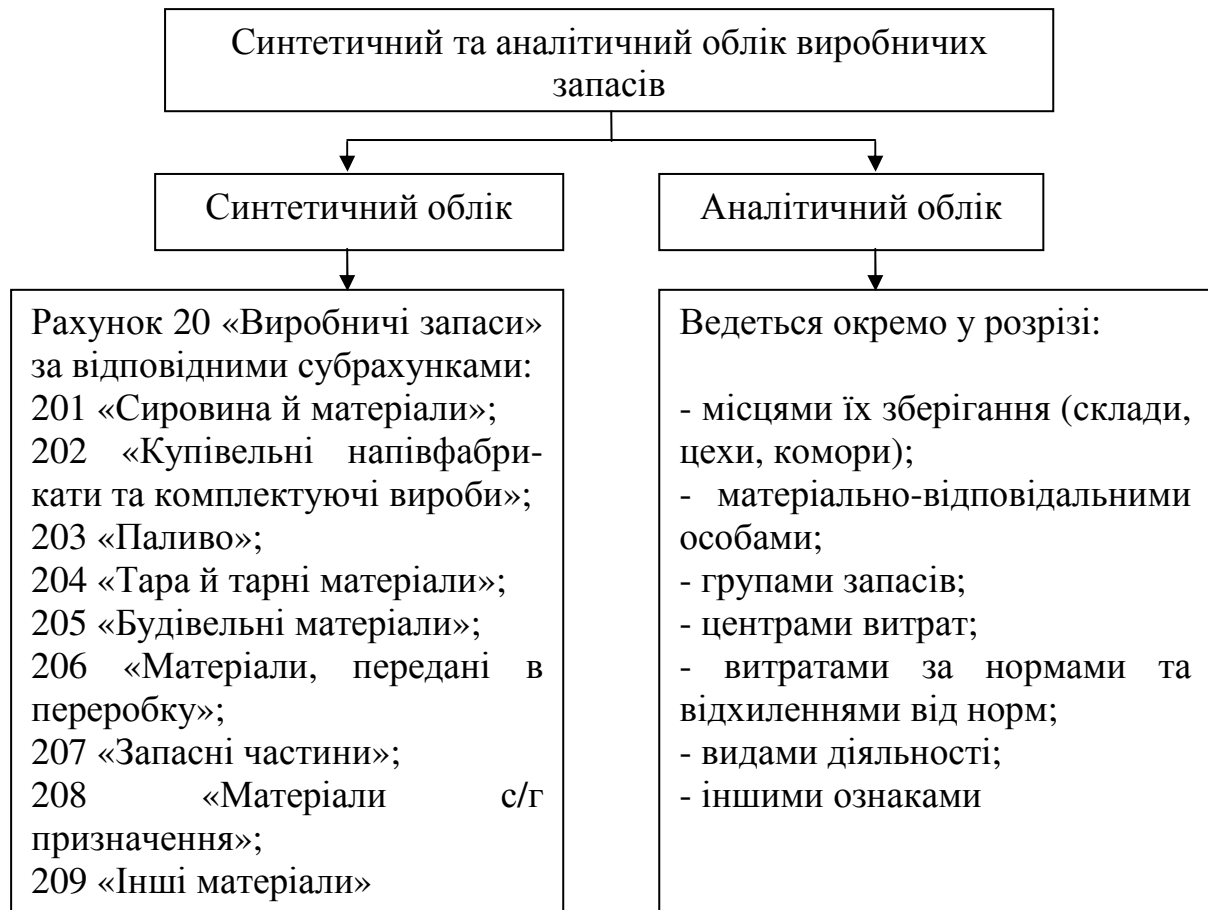 Синтетичний та аналітичний облік виробничих
запасів
Синтетичний облік
Аналітичний облік
Рахунок 20 «Виробничі запаси»
за відповідними субрахунками:
201 «Сировина й матеріали»;
202 «Купівельні напівфабри-
кати та комплектуючі вироби»;
203 «Паливо»;
204 «Тара й тарні матеріали»;
205 «Будівельні матеріали»;
206 «Матеріали, передані в
переробку»;
207 «Запасні частини»;
208 «Матеріали с/г
призначення»;
209 «Інші матеріали»
Ведеться окремо у розрізі:
- місцями їх зберігання (склади,
цехи, комори);
- матеріально-відповідальними
особами;
- групами запасів;
- центрами витрат;
- витратами за нормами та
відхиленнями від норм;
- видами діяльності;
- іншими ознаками